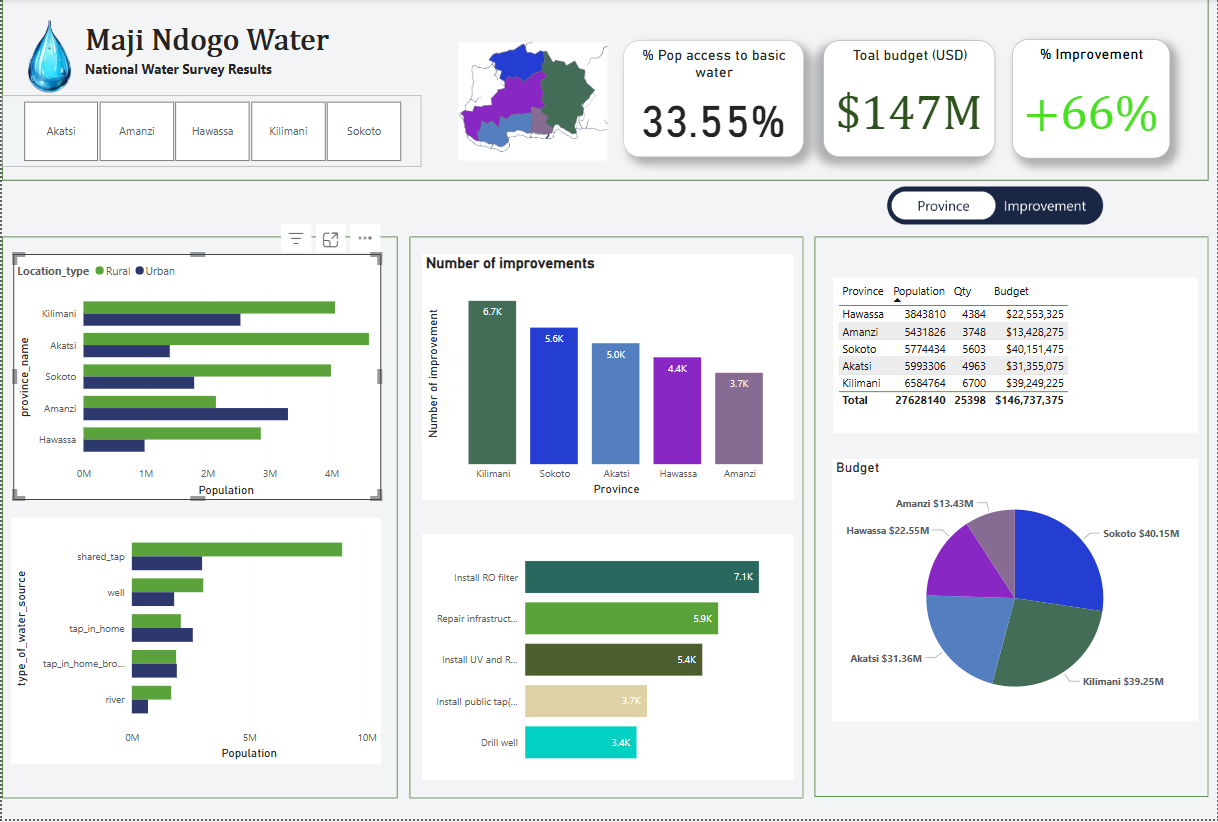 Maji Ndogo Water
National Water Survey Results
Akatsi Amanzi Hawassa Kilimani Sokoto
% Pop access to basic
water
33.55%
Toal budget (USD)
$147M
% Improvement
+66%
Province Improvement
Location_type Rural Urban
province_name
Kilimani
Akatsi
Sokoto
Amanzi
Hawassa
0M 1M 2M 3M 4M
Population
type_of_water_source
shared_tap
well
tap_in_home
tap_in_home_bro...
river
0M 5M 10M
Population
Number of improvements
Number of improvement
6.7K
5.6K
5.0K
4.4K
3.7K
Kilimani Sokoto Akatsi Hawassa Amanzi
Province
Install RO filter 7.1K
Repair infrastruct... 5.9K
Install UV and R... 5.4K
Install public tap(... 3.7K
Drill well 3.4K
Province Population Qty Budget
Hawassa 3843810 4384 $22,553,325
Amanzi 5431826 3748 $13,428,275
Sokoto 5774434 5603 $40,151,475
Akatsi 5993306 4963 $31,355,075
Kilimani 6584764 6700 $39,249,225
Total 27628140 25398 $146,737,375
Budget
Amanzi $13.43M
Hawassa $22.55M
Sokoto $40.15M
Akatsi $31.36M
Kilimani $39.25M